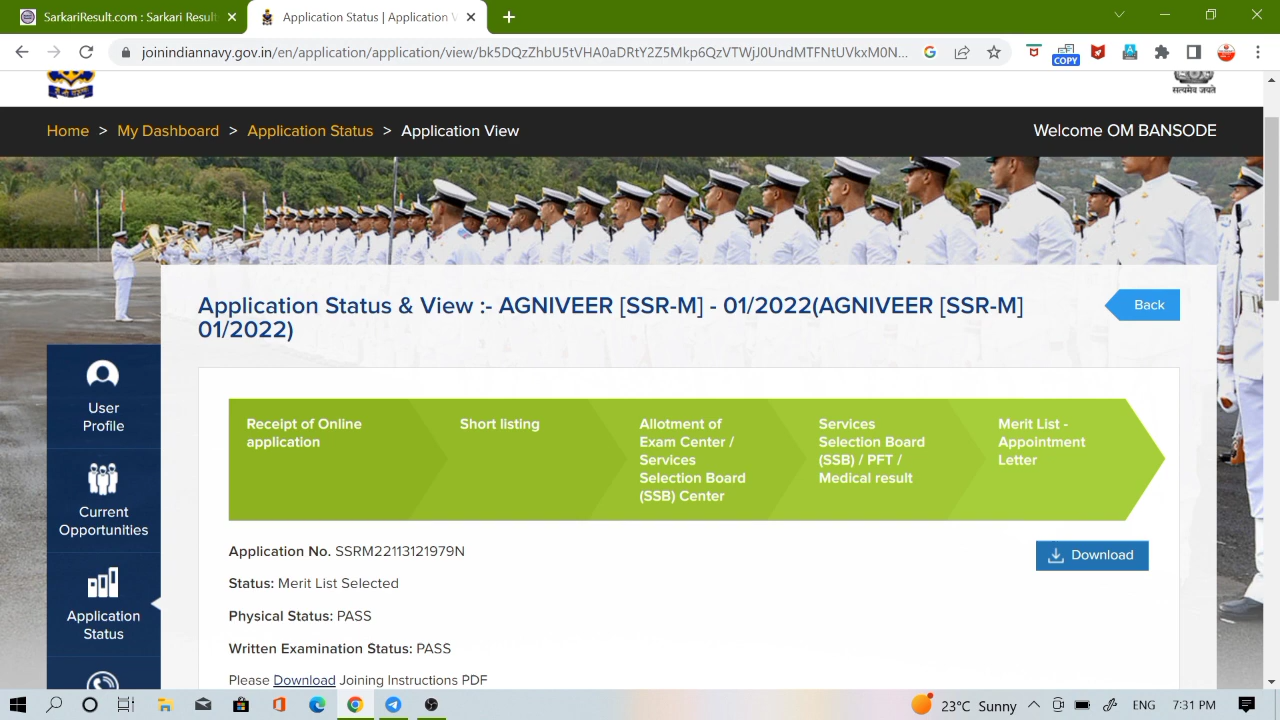 SarkariResult.com : Sarkari Result
Application Status | Application V
joinindiannavy.gov.in/en/application/application/view/
COPY
सत्यमेव जयते
Home > My Dashboard > Application Status > Application View
Welcome OM BANSODE
Application Status & View :- AGNIVEER [SSR-M] - 01/2022(AGNIVEER [SSR-M]
01/2022)
Back
User
Profile
Current
Opportunities
Application
Status
Receipt of Online
application
Short listing
Allotment of
Exam Center /
Services
Selection Board
(SSB) Center
Services
Selection Board
(SSB) / PFT /
Medical result
Merit List -
Appointment
Letter
Application No. SSRM22113121979N
Download
Status: Merit List Selected
Physical Status: PASS
Written Examination Status: PASS
Please Download Joining Instructions PDF
23°C Sunny
ENG
7:31 PM